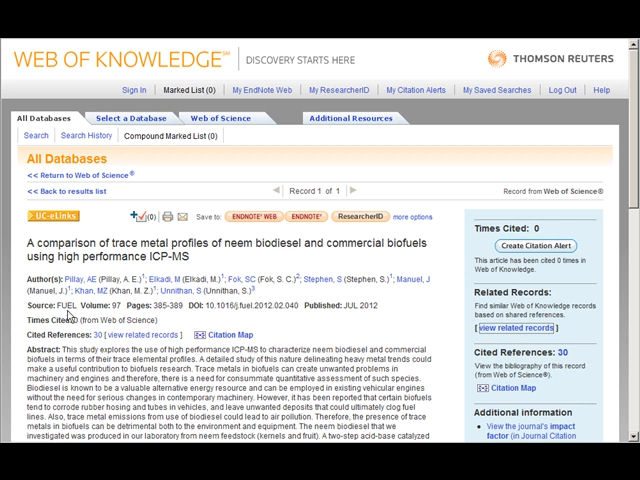 WEB OF KNOWLEDGE℠ DISCOVERY STARTS HERE
THOMSON REUTERS
Sign In Marked List (0) My EndNote Web My ResearcherID My Citation Alerts My Saved Searches Log Out Help
All Databases Select a Database Web of Science Additional Resources
Search Search History Compound Marked List (0)
All Databases
<< Return to Web of Science®
<< Back to results list
Record 1 of 1
Record from Web of Science®
UC-eLinks (0) Save to: ENDNOTE® WEB ENDNOTE® ResearcherID more options
A comparison of trace metal profiles of neem biodiesel and commercial biofuels
using high performance ICP-MS
Author(s): Pillay, AE (Pillay, A. E.)1; Elkadi, M (Elkadi, M.)1; Fok, SC (Fok, S. C.)2; Stephen, S (Stephen, S.)1; Manuel, J
(Manuel, J.)1; Khan, MZ (Khan, M. Z.)1; Unnithan, S (Unnithan, S.)3
Source: FUEL Volume: 97 Pages: 385-389 DOI: 10.1016/j.fuel.2012.02.040 Published: JUL 2012
Times Cited: 0 (from Web of Science)
Cited References: 30 [ view related records ] Citation Map
Abstract: This study explores the use of high performance ICP-MS to characterize neem biodiesel and commercial
biofuels in terms of their trace elemental profiles. A detailed study of this nature delineating heavy metal trends could
make a useful contribution to biofuels research. Trace metals in biofuels can create unwanted problems in
machinery and engines and therefore, there is a need for consummate quantitative assessment of such species.
Biodiesel is known to be a valuable alternative energy resource and can be employed in existing vehicular engines
without the need for serious changes in contemporary machinery. However, it has been reported that certain biofuels
tend to corrode rubber hosing and tubes in vehicles, and leave unwanted deposits that could ultimately clog fuel
lines. Also, trace metal emissions from use of biodiesel could lead to air pollution. Therefore, the presence of trace
metals in biofuels can be detrimental both to the environment and to equipment. The neem biodiesel that we
investigated was produced in our laboratory from neem feedstock (kernels and fruit). A two-step acid-base catalyzed
Times Cited: 0
Create Citation Alert
This article has been cited 0 times in
Web of Knowledge.
Related Records:
Find similar Web of Knowledge records
based on shared references
[view related records]
Cited References: 30
View the bibliography of this record
(from Web of Science®).
Citation Map
Additional information
View the journal's impact
factor (in Journal Citation